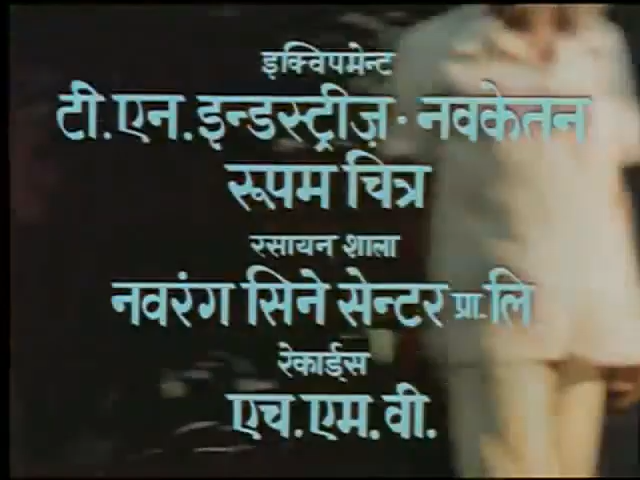 इक्विपमेन्ट
टी.एन.इन्डस्ट्रीज़·नवकेतन
रूपम चित्र
रसायन शाला
नवरंग सिने सेन्टर प्रा.लि
रेकार्ड्स
एच.एम.वी.